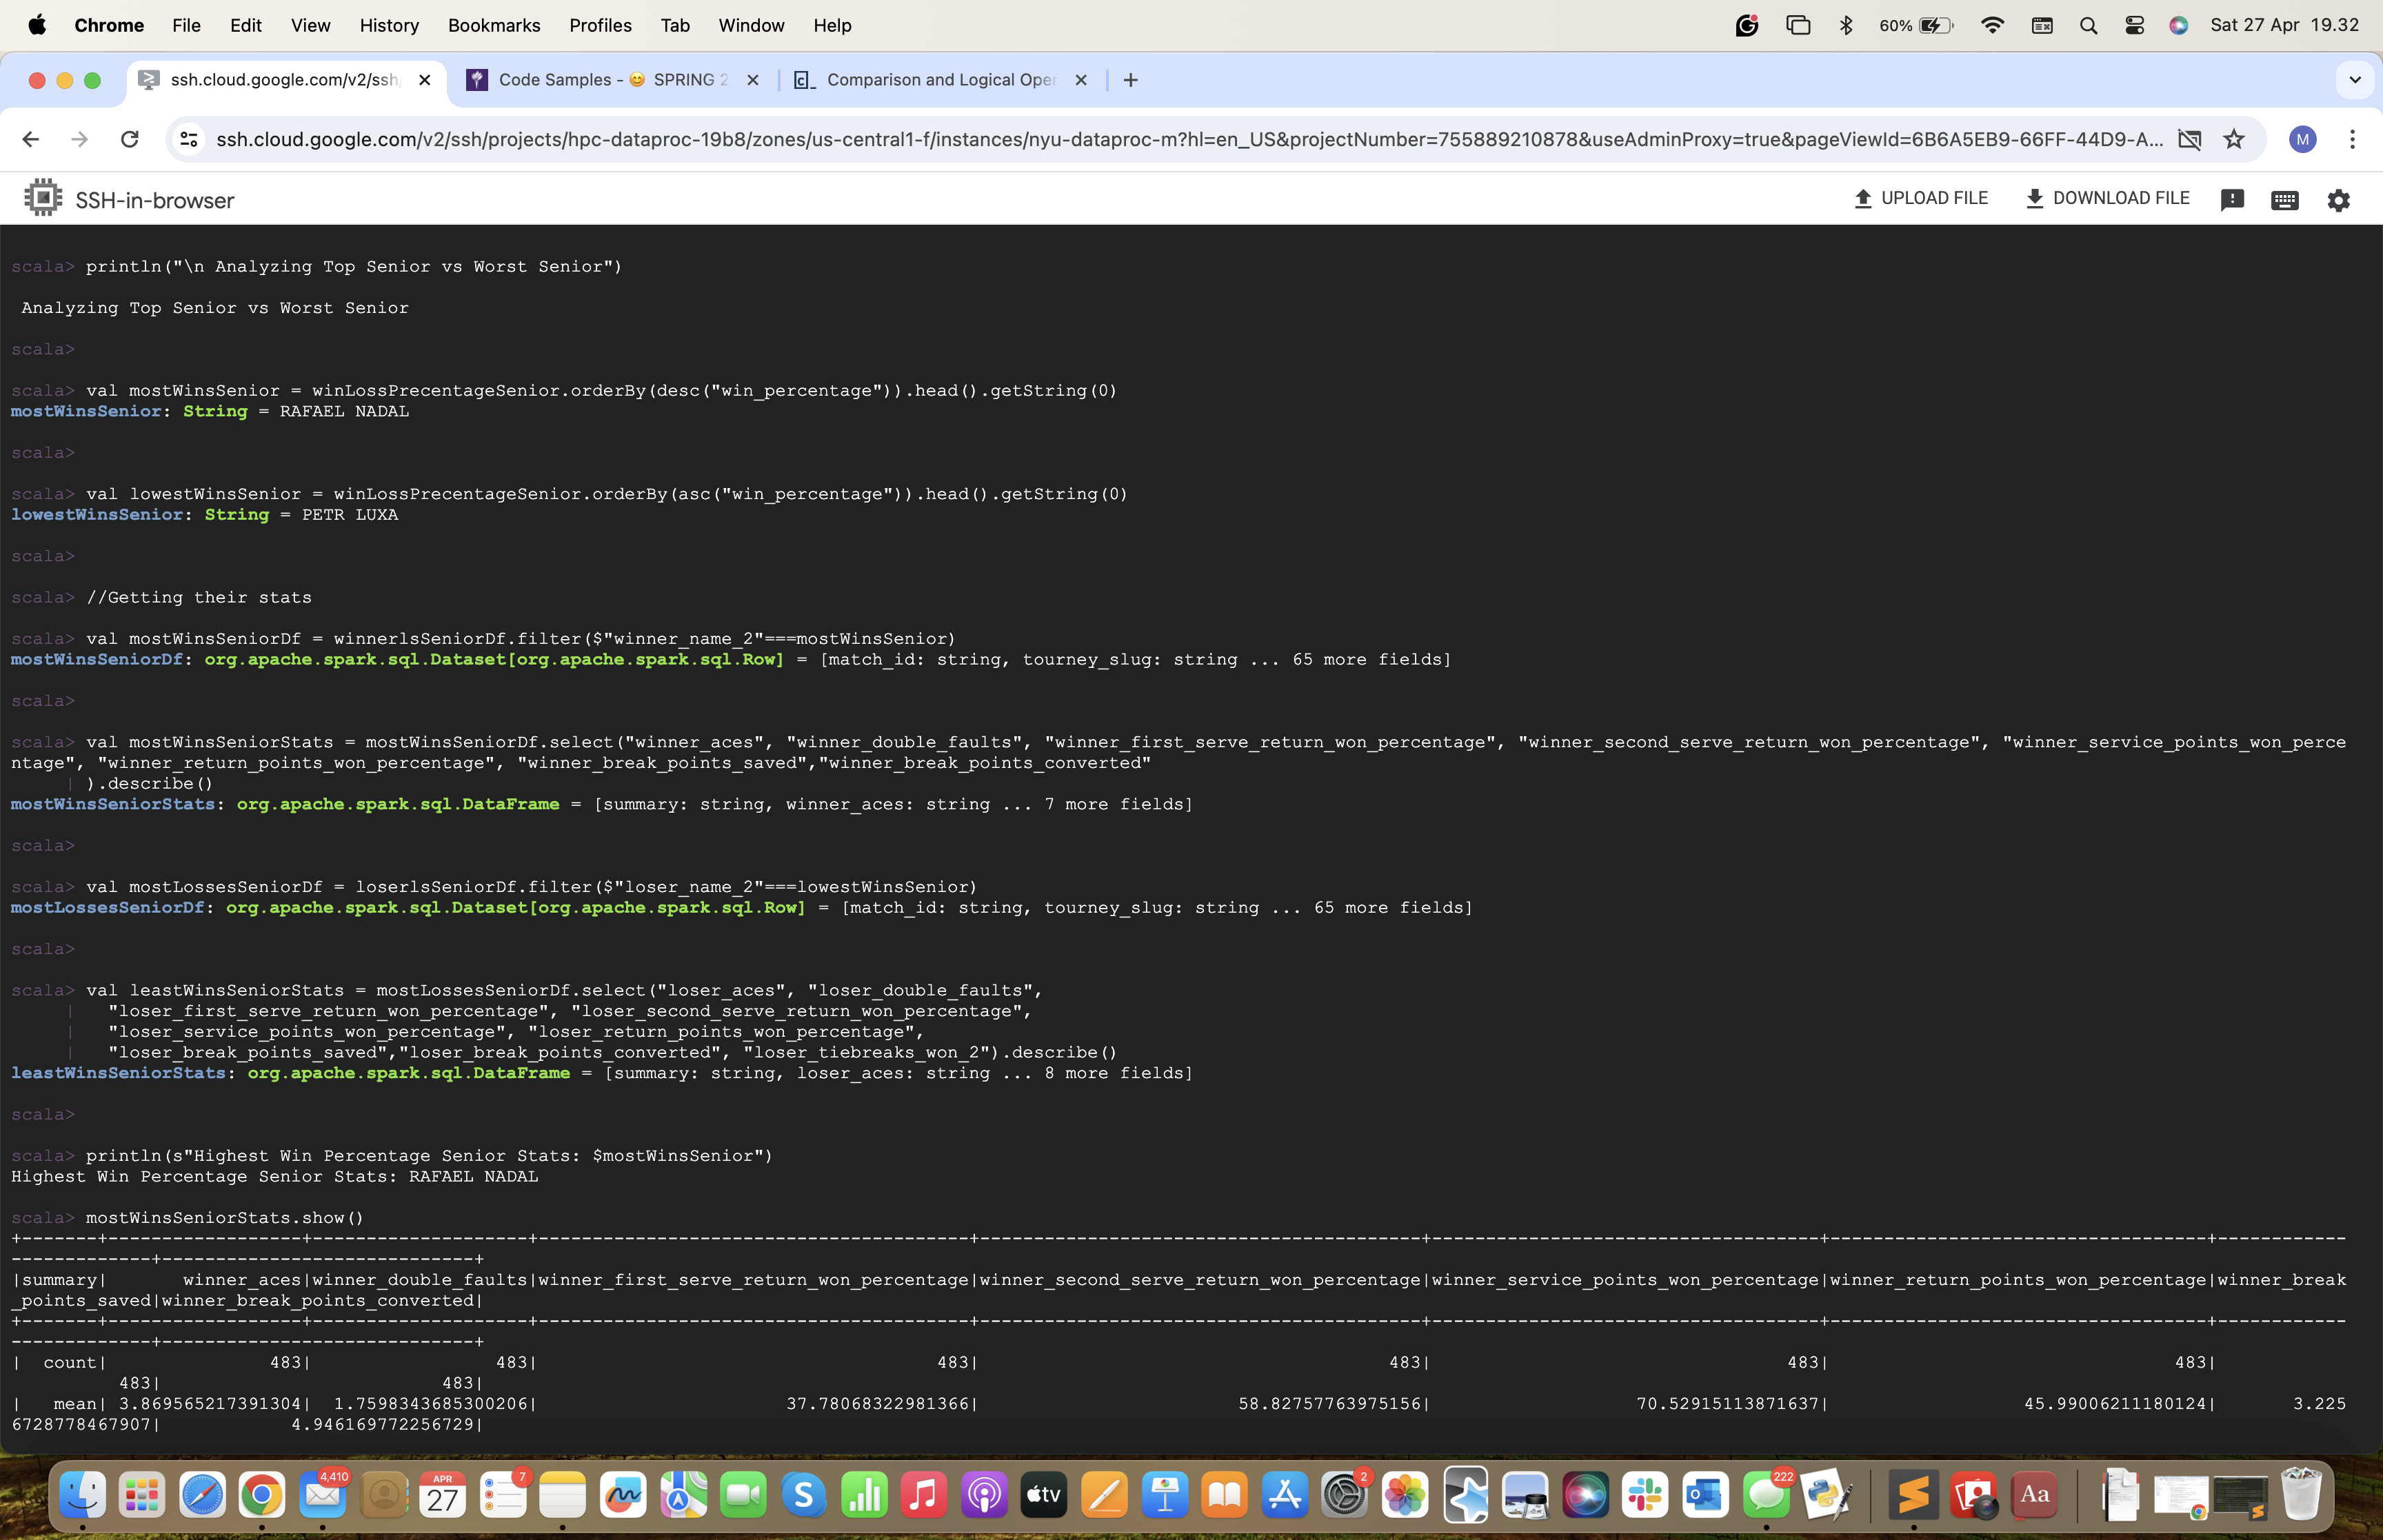 Chrome File Edit View History Bookmarks Profiles Tab Window Help 60% Sat 27 Apr 19.32
ssh.cloud.google.com/v2/ssh Code Samples - 😊 SPRING 2 Comparison and Logical Oper
ssh.cloud.google.com/v2/ssh/projects/hpc-dataproc-19b8/zones/us-central1-f/instances/nyu-dataproc-m?hl=en_US&projectNumber=755889210878&useAdminProxy=true&pageViewId=6B6A5EB9-66FF-44D9-A... M
SSH-in-browser UPLOAD FILE DOWNLOAD FILE
scala> println("\n Analyzing Top Senior vs Worst Senior")
Analyzing Top Senior vs Worst Senior
scala>
scala> val mostWinsSenior = winLossPrecentageSenior.orderBy(desc("win_percentage")).head().getString(0)
mostWinsSenior: String = RAFAEL NADAL
scala>
scala> val lowestWinsSenior = winLossPrecentageSenior.orderBy(asc("win_percentage")).head().getString(0)
lowestWinsSenior: String = PETR LUXA
scala>
scala> //Getting their stats
scala> val mostWinsSeniorDf = winnerlsSeniorDf.filter($"winner_name_2"===mostWinsSenior)
mostWinsSeniorDf: org.apache.spark.sql.Dataset[org.apache.spark.sql.Row] = [match_id: string, tourney_slug: string ... 65 more fields]
scala>
scala> val mostWinsSeniorStats = mostWinsSeniorDf.select("winner_aces", "winner_double_faults", "winner_first_serve_return_won_percentage", "winner_second_serve_return_won_percentage", "winner_service_points_won_perce
ntage", "winner_return_points_won_percentage", "winner_break_points_saved","winner_break_points_converted"
| ).describe()
mostWinsSeniorStats: org.apache.spark.sql.DataFrame = [summary: string, winner_aces: string ... 7 more fields]
scala>
scala> val mostLossesSeniorDf = loserlsSeniorDf.filter($"loser_name_2"===lowestWinsSenior)
mostLossesSeniorDf: org.apache.spark.sql.Dataset[org.apache.spark.sql.Row] = [match_id: string, tourney_slug: string ... 65 more fields]
scala>
scala> val leastWinsSeniorStats = mostLossesSeniorDf.select("loser_aces", "loser_double_faults",
| "loser_first_serve_return_won_percentage", "loser_second_serve_return_won_percentage",
| "loser_service_points_won_percentage", "loser_return_points_won_percentage",
| "loser_break_points_saved","loser_break_points_converted", "loser_tiebreaks_won_2").describe()
leastWinsSeniorStats: org.apache.spark.sql.DataFrame = [summary: string, loser_aces: string ... 8 more fields]
scala>
scala> println(s"Highest Win Percentage Senior Stats: $mostWinsSenior")
Highest Win Percentage Senior Stats: RAFAEL NADAL
scala> mostWinsSeniorStats.show()
|summary| winner_aces|winner_double_faults|winner_first_serve_return_won_percentage|winner_second_serve_return_won_percentage|winner_service_points_won_percentage|winner_return_points_won_percentage|winner_break
_points_saved|winner_break_points_converted|
| count| 483| 483| 483| 483| 483| 483|
483| 483|
| mean| 3.869565217391304| 1.7598343685300206| 37.78068322981366| 58.82757763975156| 70.52915113871637| 45.99006211180124| 3.225
6728778467907| 4.946169772256729|
4,410 APR 27 7 tv 2 222 Aa